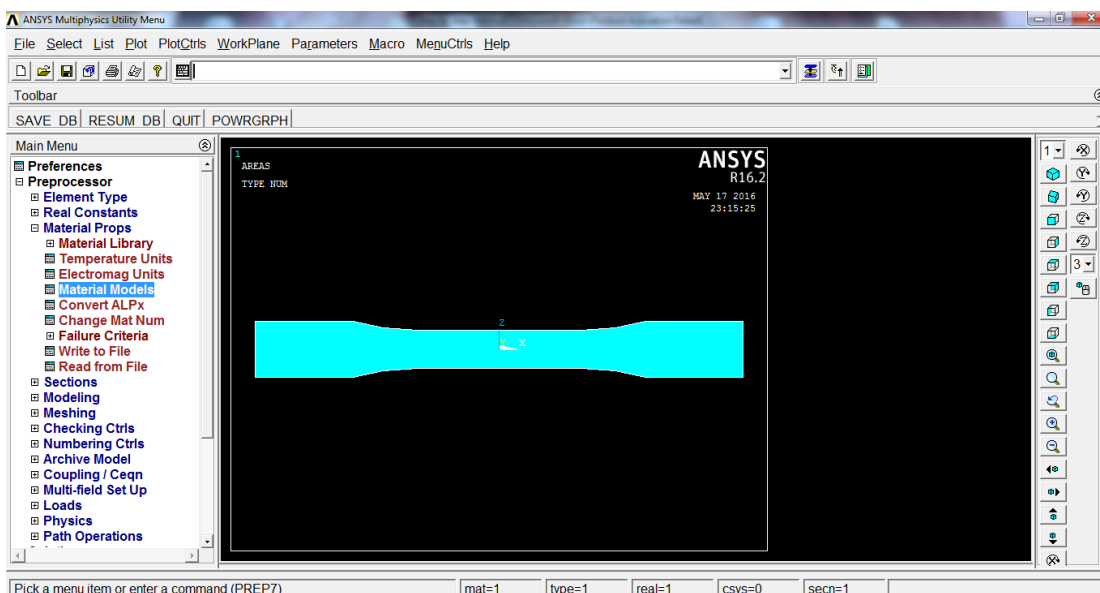 ANSYS Multiphysics Utility Menu
File Select List Plot PlotCtrls WorkPlane Parameters Macro MenuCtrls Help
Toolbar
SAVE_DB RESUM_DB QUIT POWRGRPH
Main Menu
Preferences
Preprocessor
Element Type
Real Constants
Material Props
Material Library
Temperature Units
Electromag Units
Material Models
Convert ALPx
Change Mat Num
Failure Criteria
Write to File
Read from File
Sections
Modeling
Meshing
Checking Ctrls
Numbering Ctrls
Archive Model
Coupling / Ceqn
Multi-field Set Up
Loads
Physics
Path Operations
1
AREAS
TYPE NUM
ANSYS
R16.2
MAY 17 2016
23:15:25
Z
Y X
1
3
Pick a menu item or enter a command (PREP7)
mat=1 type=1 real=1 csys=0 secn=1